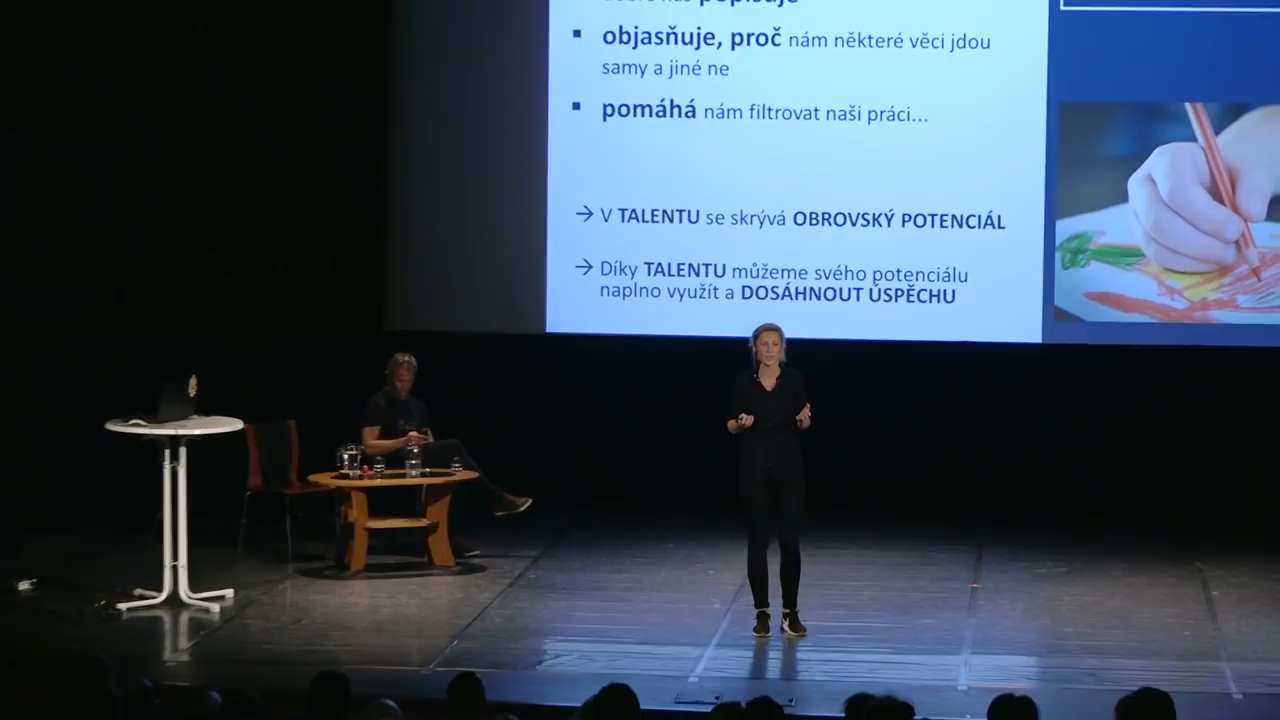 popisuje
▪ objasňuje, proč nám některé věci jdou
samy a jiné ne
▪ pomáhá nám filtrovat naši práci...
→ V TALENTU se skrývá OBROVSKÝ POTENCIÁL
→ Díky TALENTU můžeme svého potenciálu
naplno využít a DOSÁHNOUT ÚSPĚCHU